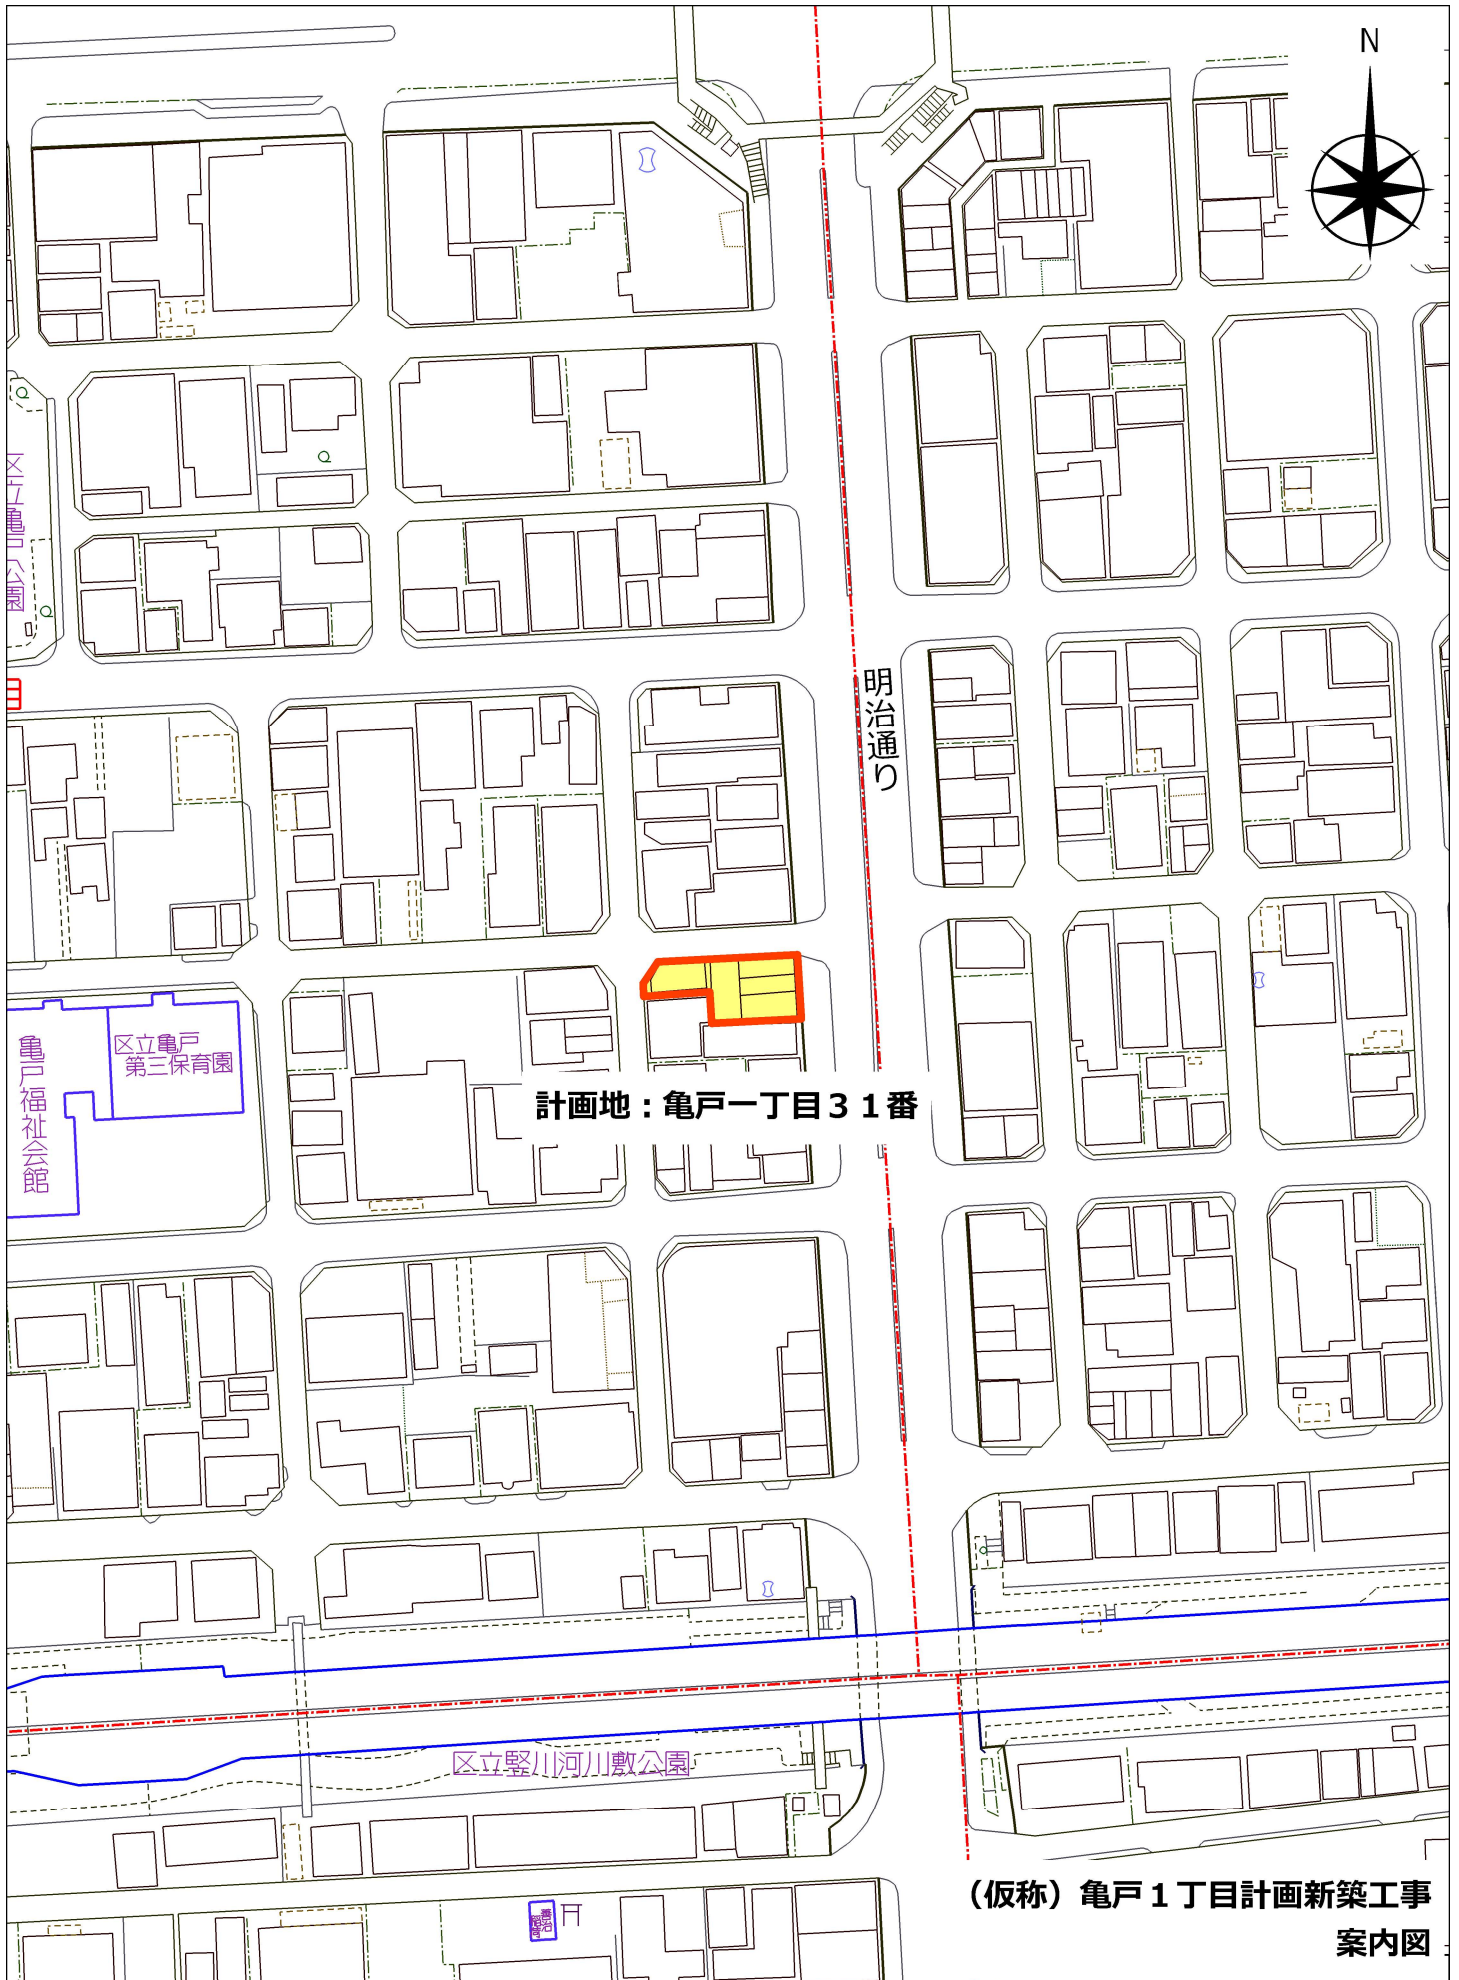 N
区立亀戸公園
明治通り
亀戸福祉会館
区立亀戸
第三保育園
計画地：亀戸一丁目３１番
区立竪川河川敷公園
（仮称）亀戸１丁目計画新築工事
案内図